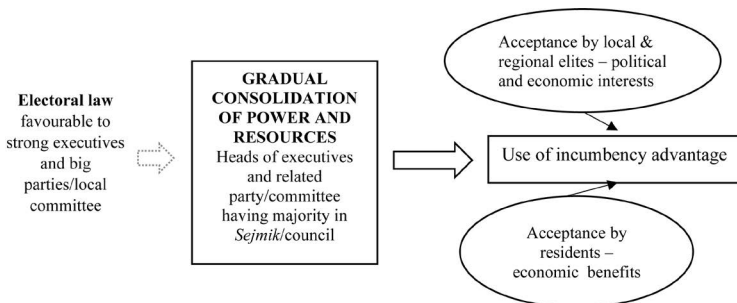 Electoral law
favourable to
strong executives
and big
parties/local
committee
GRADUAL
CONSOLIDATION
OF POWER AND
RESOURCES
Heads of executives
and related
party/committee
having majority in
Sejmik/council
Acceptance by local &
regional elites – political
and economic interests
Use of incumbency advantage
Acceptance by
residents –
economic benefits